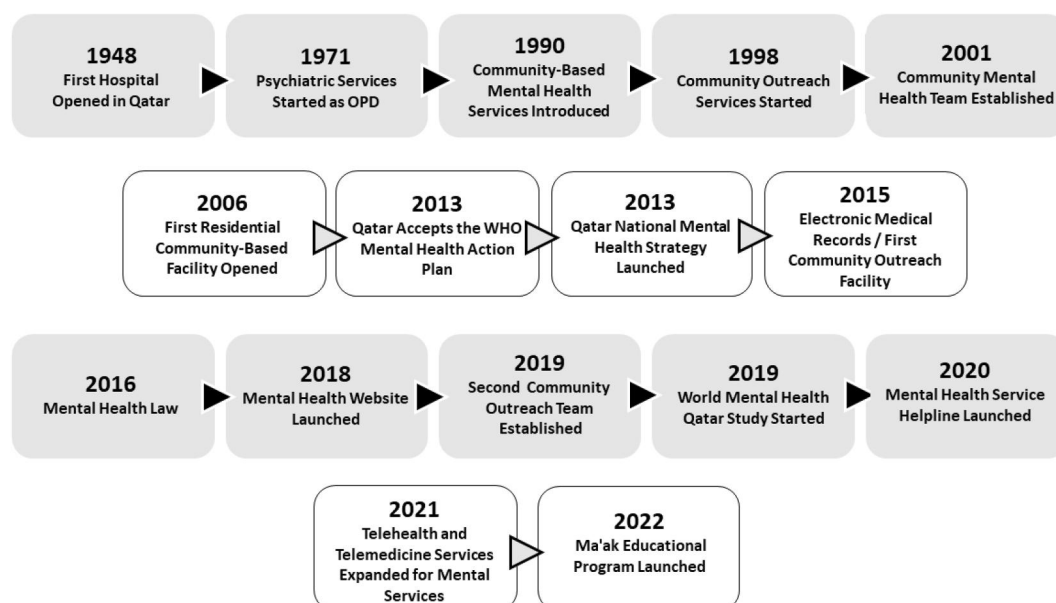 1948
First Hospital
Opened in Qatar
1971
Psychiatric Services
Started as OPD
1990
Community-Based
Mental Health
Services Introduced
1998
Community Outreach
Services Started
2001
Community Mental
Health Team Established
2006
First Residential
Community-Based
Facility Opened
2013
Qatar Accepts the WHO
Mental Health Action
Plan
2013
Qatar National Mental
Health Strategy
Launched
2015
Electronic Medical
Records / First
Community Outreach
Facility
2016
Mental Health Law
2018
Mental Health Website
Launched
2019
Second Community
Outreach Team
Established
2019
World Mental Health
Qatar Study Started
2020
Mental Health Service
Helpline Launched
2021
Telehealth and
Telemedicine Services
Expanded for Mental
Services
2022
Ma'ak Educational
Program Launched